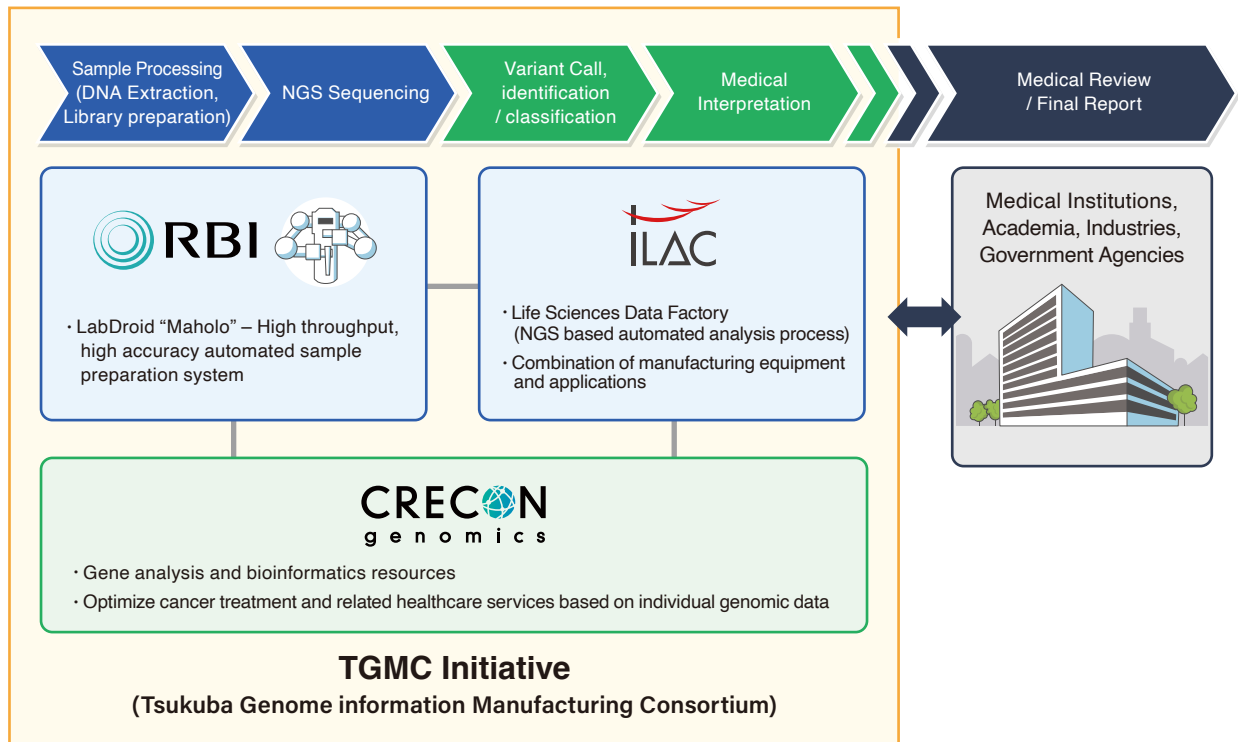 Sample Processing
(DNA Extraction,
Library preparation)
NGS Sequencing
Variant Call,
identification
/ classification
Medical
Interpretation
Medical Review
/ Final Report
RBI
· LabDroid “Maholo” – High throughput,
high accuracy automated sample
preparation system
ILAC
· Life Sciences Data Factory
(NGS based automated analysis process)
· Combination of manufacturing equipment
and applications
Medical Institutions,
Academia, Industries,
Government Agencies
CRECON
genomics
· Gene analysis and bioinformatics resources
· Optimize cancer treatment and related healthcare services based on individual genomic data
TGMC Initiative
(Tsukuba Genome information Manufacturing Consortium)